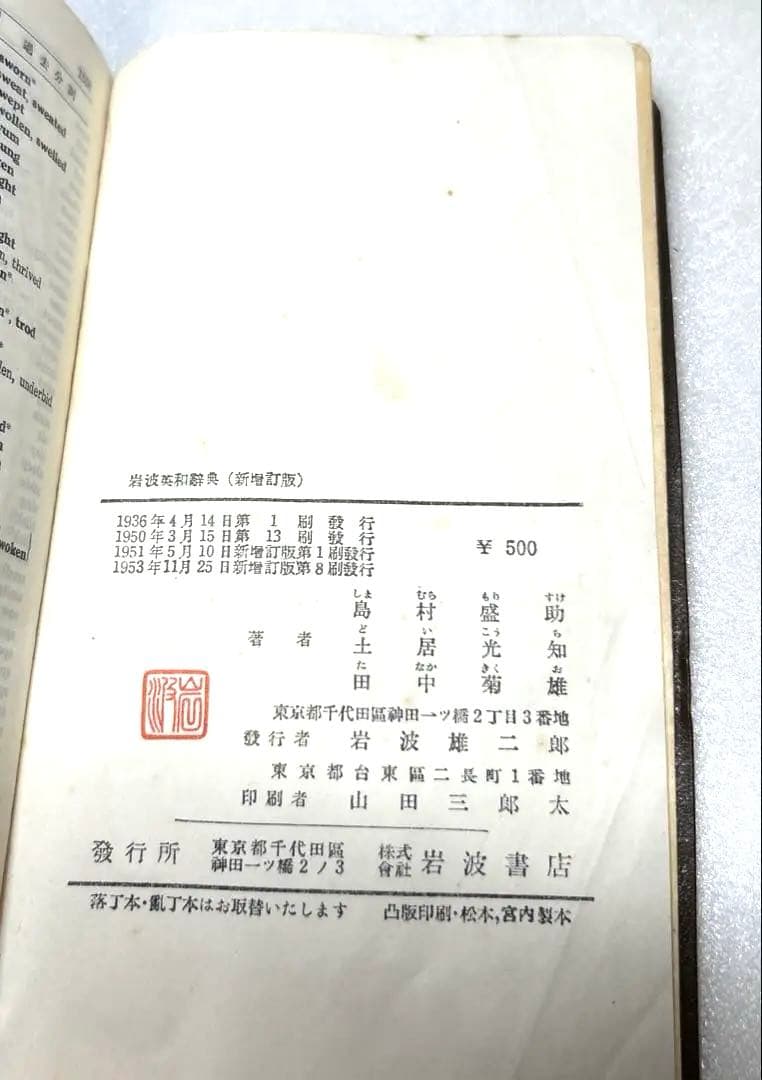 過去分詞
sworn*
sweat, sweated
swept
swollen, swelled
swum
thrived
trod
underbid
woken
岩波英和辭典（新增訂版）
1936年4月14日第 1 刷 發 行
1950年3月15日第 13 刷 發 行
1951年5月10日新增訂版第1刷發行
1953年11月25日新增訂版第8刷發行
¥ 500
しま むら もり すけ
島 村 盛 助
ど い こう ち
著 者 土 居 光 知
た なか きく お
田 中 菊 雄
岩波
東京都千代田區神田一ツ橋2丁目3番地
發行者 岩 波 雄 二 郎
東京都台東區二長町1番地
印刷者 山 田 三 郎 太
發行所 東京都千代田區神田一ツ橋2ノ3 株式會社 岩波書店
落丁本・亂丁本はお取替いたします 凸版印刷・松本,宮內製本